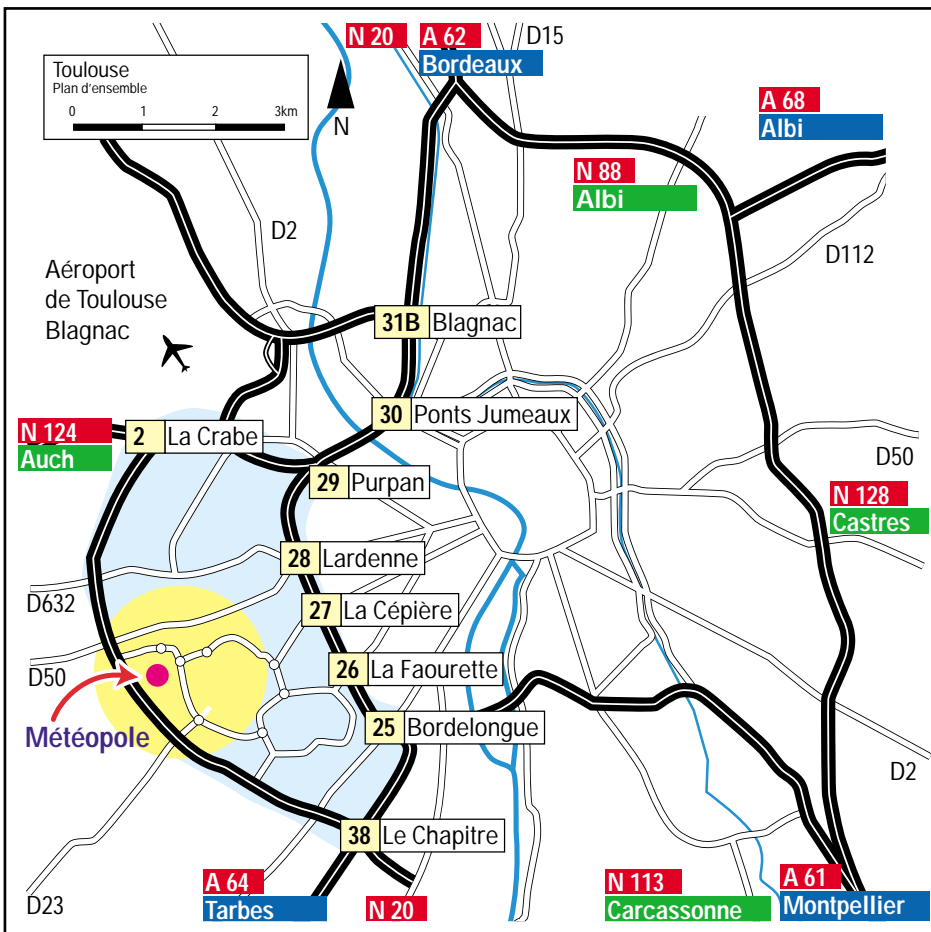 N 20
A 62
D15
Bordeaux
Toulouse
Plan d'ensemble
0 1 2 3km
N
A 68
Albi
N 88
Albi
D2
D112
Aéroport
de Toulouse
Blagnac
31B Blagnac
30 Ponts Jumeaux
N 124
Auch
2 La Crabe
D50
29 Purpan
N 128
Castres
28 Lardenne
D632
27 La Cépière
26 La Faourette
D50
Météopole
25 Bordelongue
D2
38 Le Chapitre
A 64
Tarbes
D23
N 20
N 113
Carcassonne
A 61
Montpellier